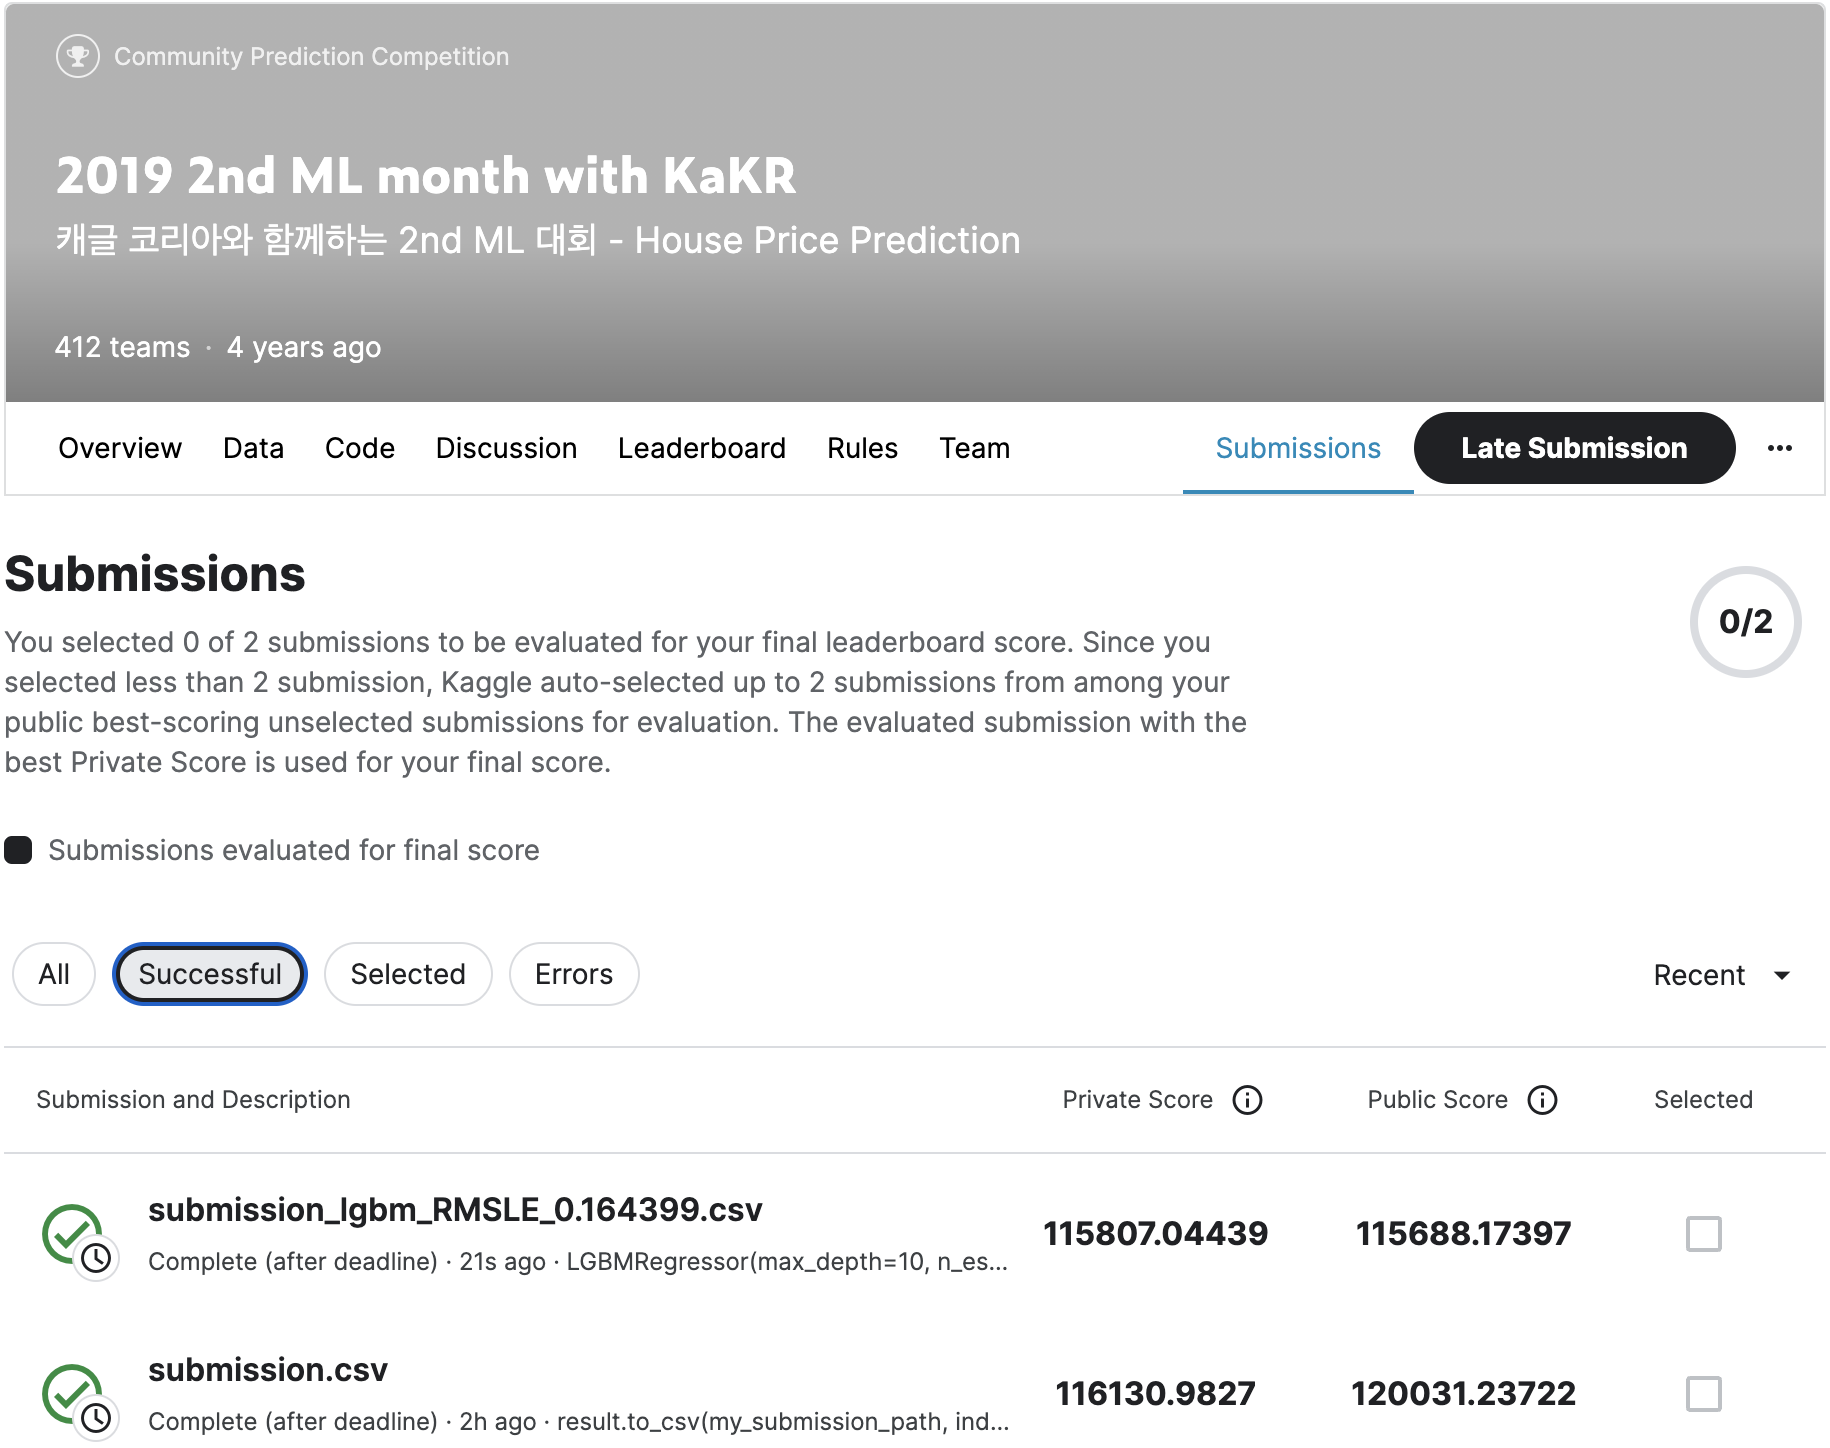 Community Prediction Competition
2019 2nd ML month with KaKR
캐글 코리아와 함께하는 2nd ML 대회 - House Price Prediction
412 teams · 4 years ago
Overview Data Code Discussion Leaderboard Rules Team Submissions Late Submission ...
Submissions
0/2
You selected 0 of 2 submissions to be evaluated for your final leaderboard score. Since you
selected less than 2 submission, Kaggle auto-selected up to 2 submissions from among your
public best-scoring unselected submissions for evaluation. The evaluated submission with the
best Private Score is used for your final score.
Submissions evaluated for final score
All Successful Selected Errors Recent
Submission and Description Private Score Public Score Selected
submission_lgbm_RMSLE_0.164399.csv
115807.04439 115688.17397
Complete (after deadline) · 21s ago · LGBMRegressor(max_depth=10, n_es...
submission.csv
116130.9827 120031.23722
Complete (after deadline) · 2h ago · result.to_csv(my_submission_path, ind...